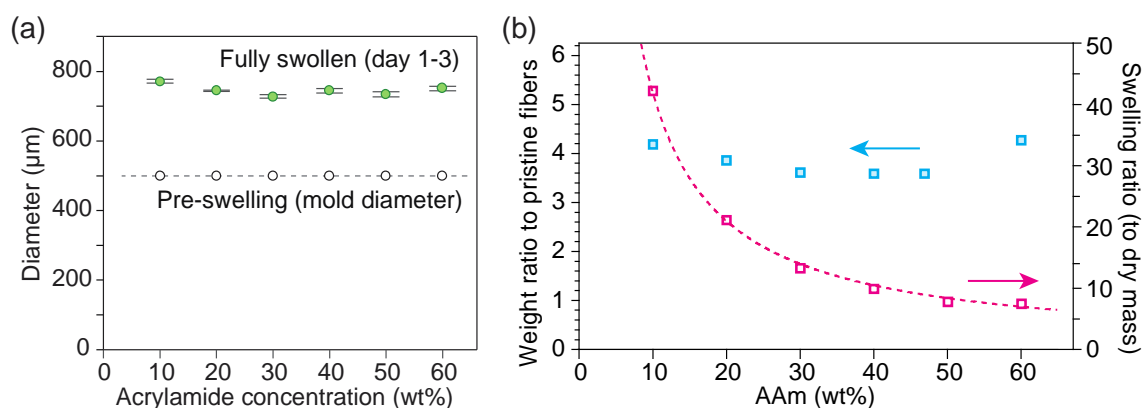 (a)
Fully swollen (day 1-3)
Pre-swelling (mold diameter)
Diameter (μm)
800
600
400
200
0
0 10 20 30 40 50 60
Acrylamide concentration (wt%)
(b)
Weight ratio to pristine fibers
6
5
4
3
2
1
0
0 10 20 30 40 50 60
AAm (wt%)
50
40
30
20
10
0
Swelling ratio (to dry mass)